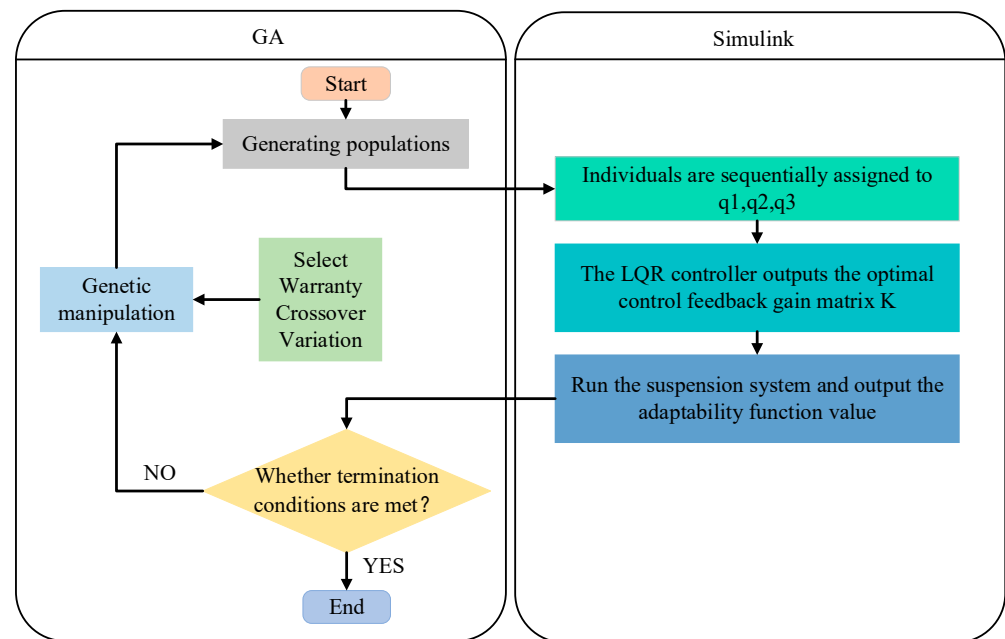 GA
Simulink
Start
Generating populations
Individuals are sequentially assigned to
q1,q2,q3
The LQR controller outputs the optimal
control feedback gain matrix K
Run the suspension system and output the
adaptability function value
Select
Warranty
Crossover
Variation
Genetic
manipulation
NO
Whether termination
conditions are met?
YES
End